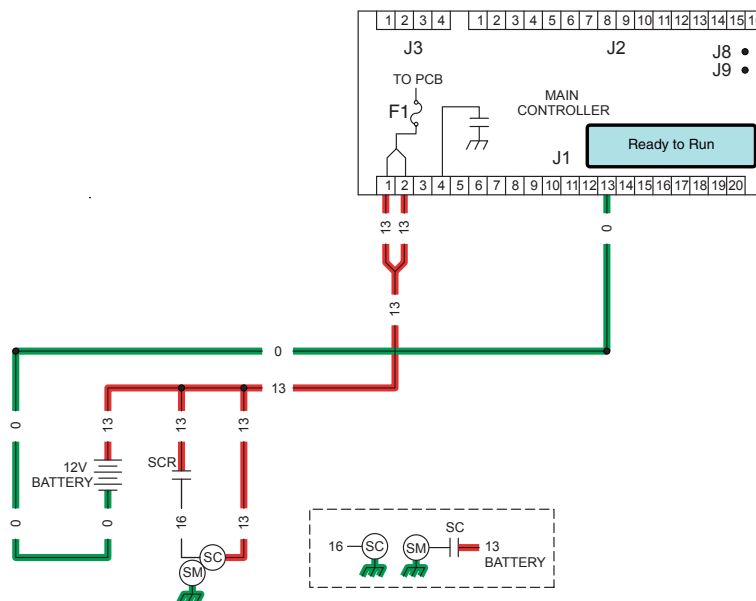 1 2 3 4 1 2 3 4 5 6 7 8 9 10 11 12 13 14 15
J3 J2 J8
J9
TO PCB
F1
MAIN
CONTROLLER
Ready to Run
J1
1 2 3 4 5 6 7 8 9 10 11 12 13 14 15 16 17 18 19 20
13 13 0
13
0
13
0 13 13 13
12V
BATTERY
SCR
0 0 16 13
SC
SM
SC
16 SC SM 13
BATTERY